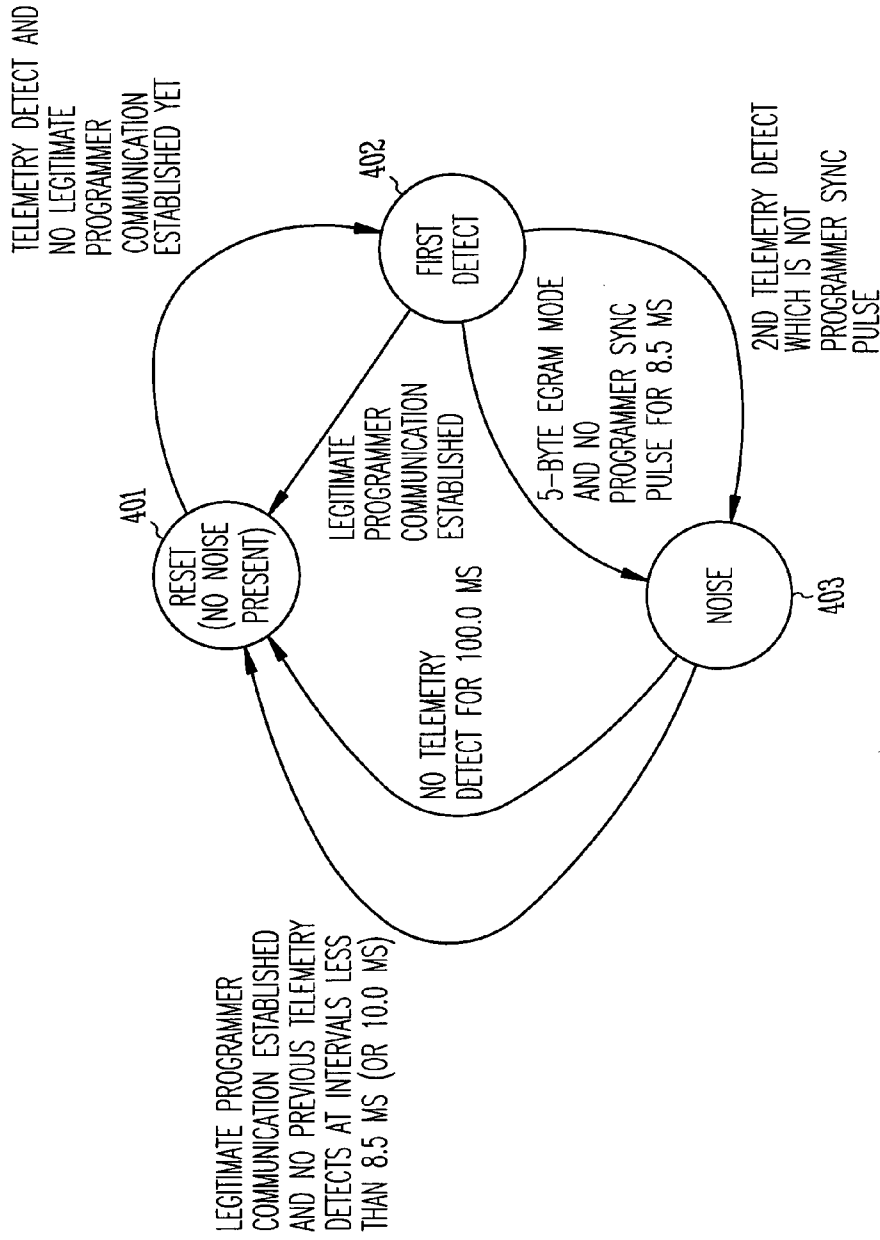 TELEMETRY DETECT AND
NO LEGITIMATE
PROGRAMMER
COMMUNICATION
ESTABLISHED YET
401
RESET
(NO NOISE
PRESENT)
402
FIRST
DETECT
LEGITIMATE
PROGRAMMER
COMMUNICATION
ESTABLISHED
5-BYTE EGRAM MODE
AND NO
PROGRAMMER SYNC
PULSE FOR 8.5 MS
2ND TELEMETRY DETECT
WHICH IS NOT
PROGRAMMER SYNC
PULSE
NO TELEMETRY
DETECT FOR 100.0 MS
NOISE
403
LEGITIMATE PROGRAMMER
COMMUNICATION ESTABLISHED
AND NO PREVIOUS TELEMETRY
DETECTS AT INTERVALS LESS
THAN 8.5 MS (OR 10.0 MS)